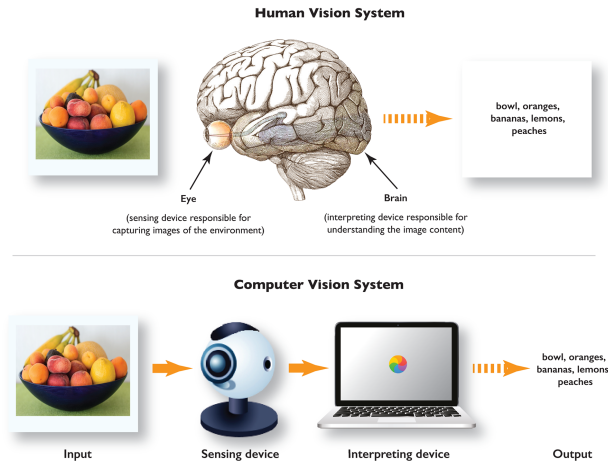 Human Vision System
bowl, oranges,
bananas, lemons,
peaches
Eye
(sensing device responsible for
capturing images of the environment)
Brain
(interpreting device responsible for
understanding the image content)
Computer Vision System
bowl, oranges,
bananas, lemons
peaches
Input
Sensing device
Interpreting device
Output